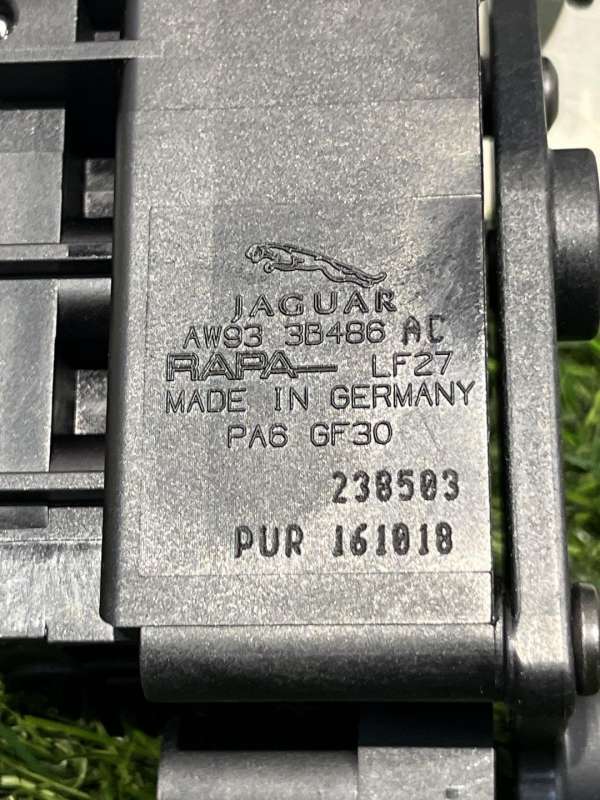 JAGUAR
AW93 3B486 AC
RAPA LF27
MADE IN GERMANY
PA6 GF30
238503
PUR 161018